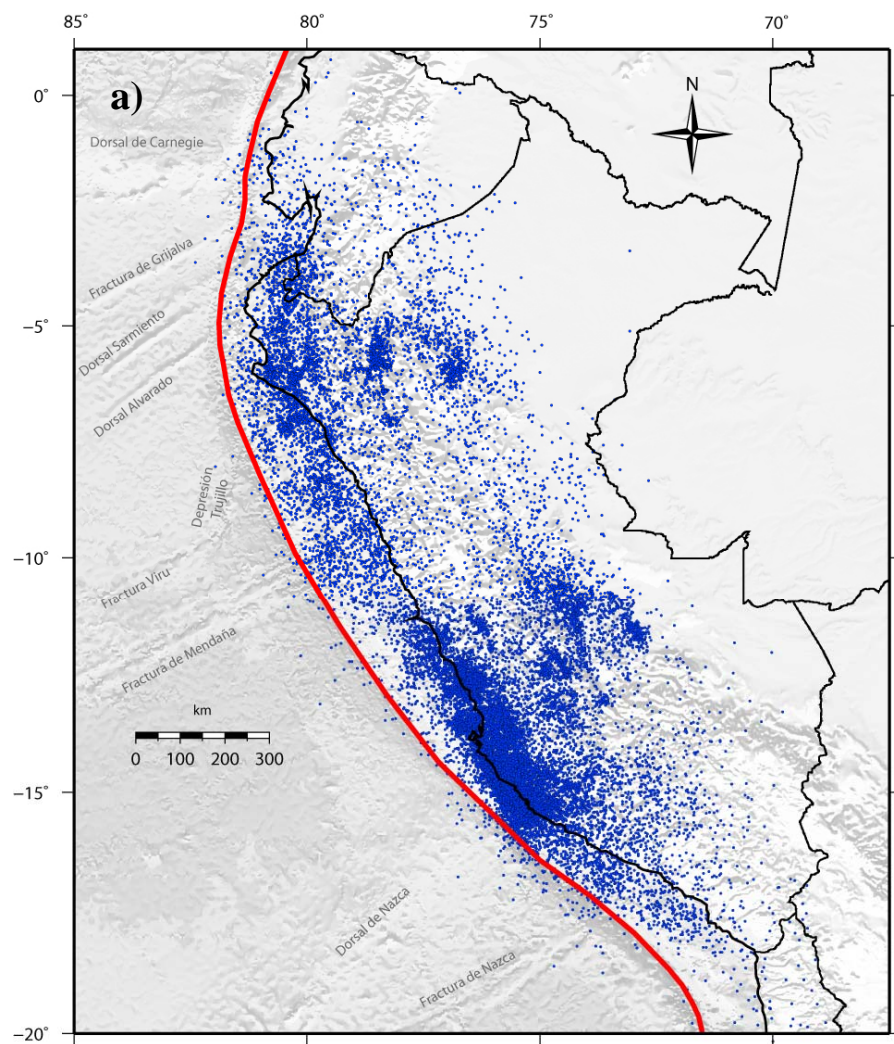 85˚ 80˚ 75˚ 70˚
a)
N
0˚
Dorsal de Carnegie
Fractura de Grijalva
−5˚
Dorsal Sarmiento
Dorsal Alvarado
Depresión
Trujillo
−10˚
Fractura Viru
Fractura de Mendaña
km
0 100 200 300
−15˚
Dorsal de Nazca
Fractura de Nazca
−20˚